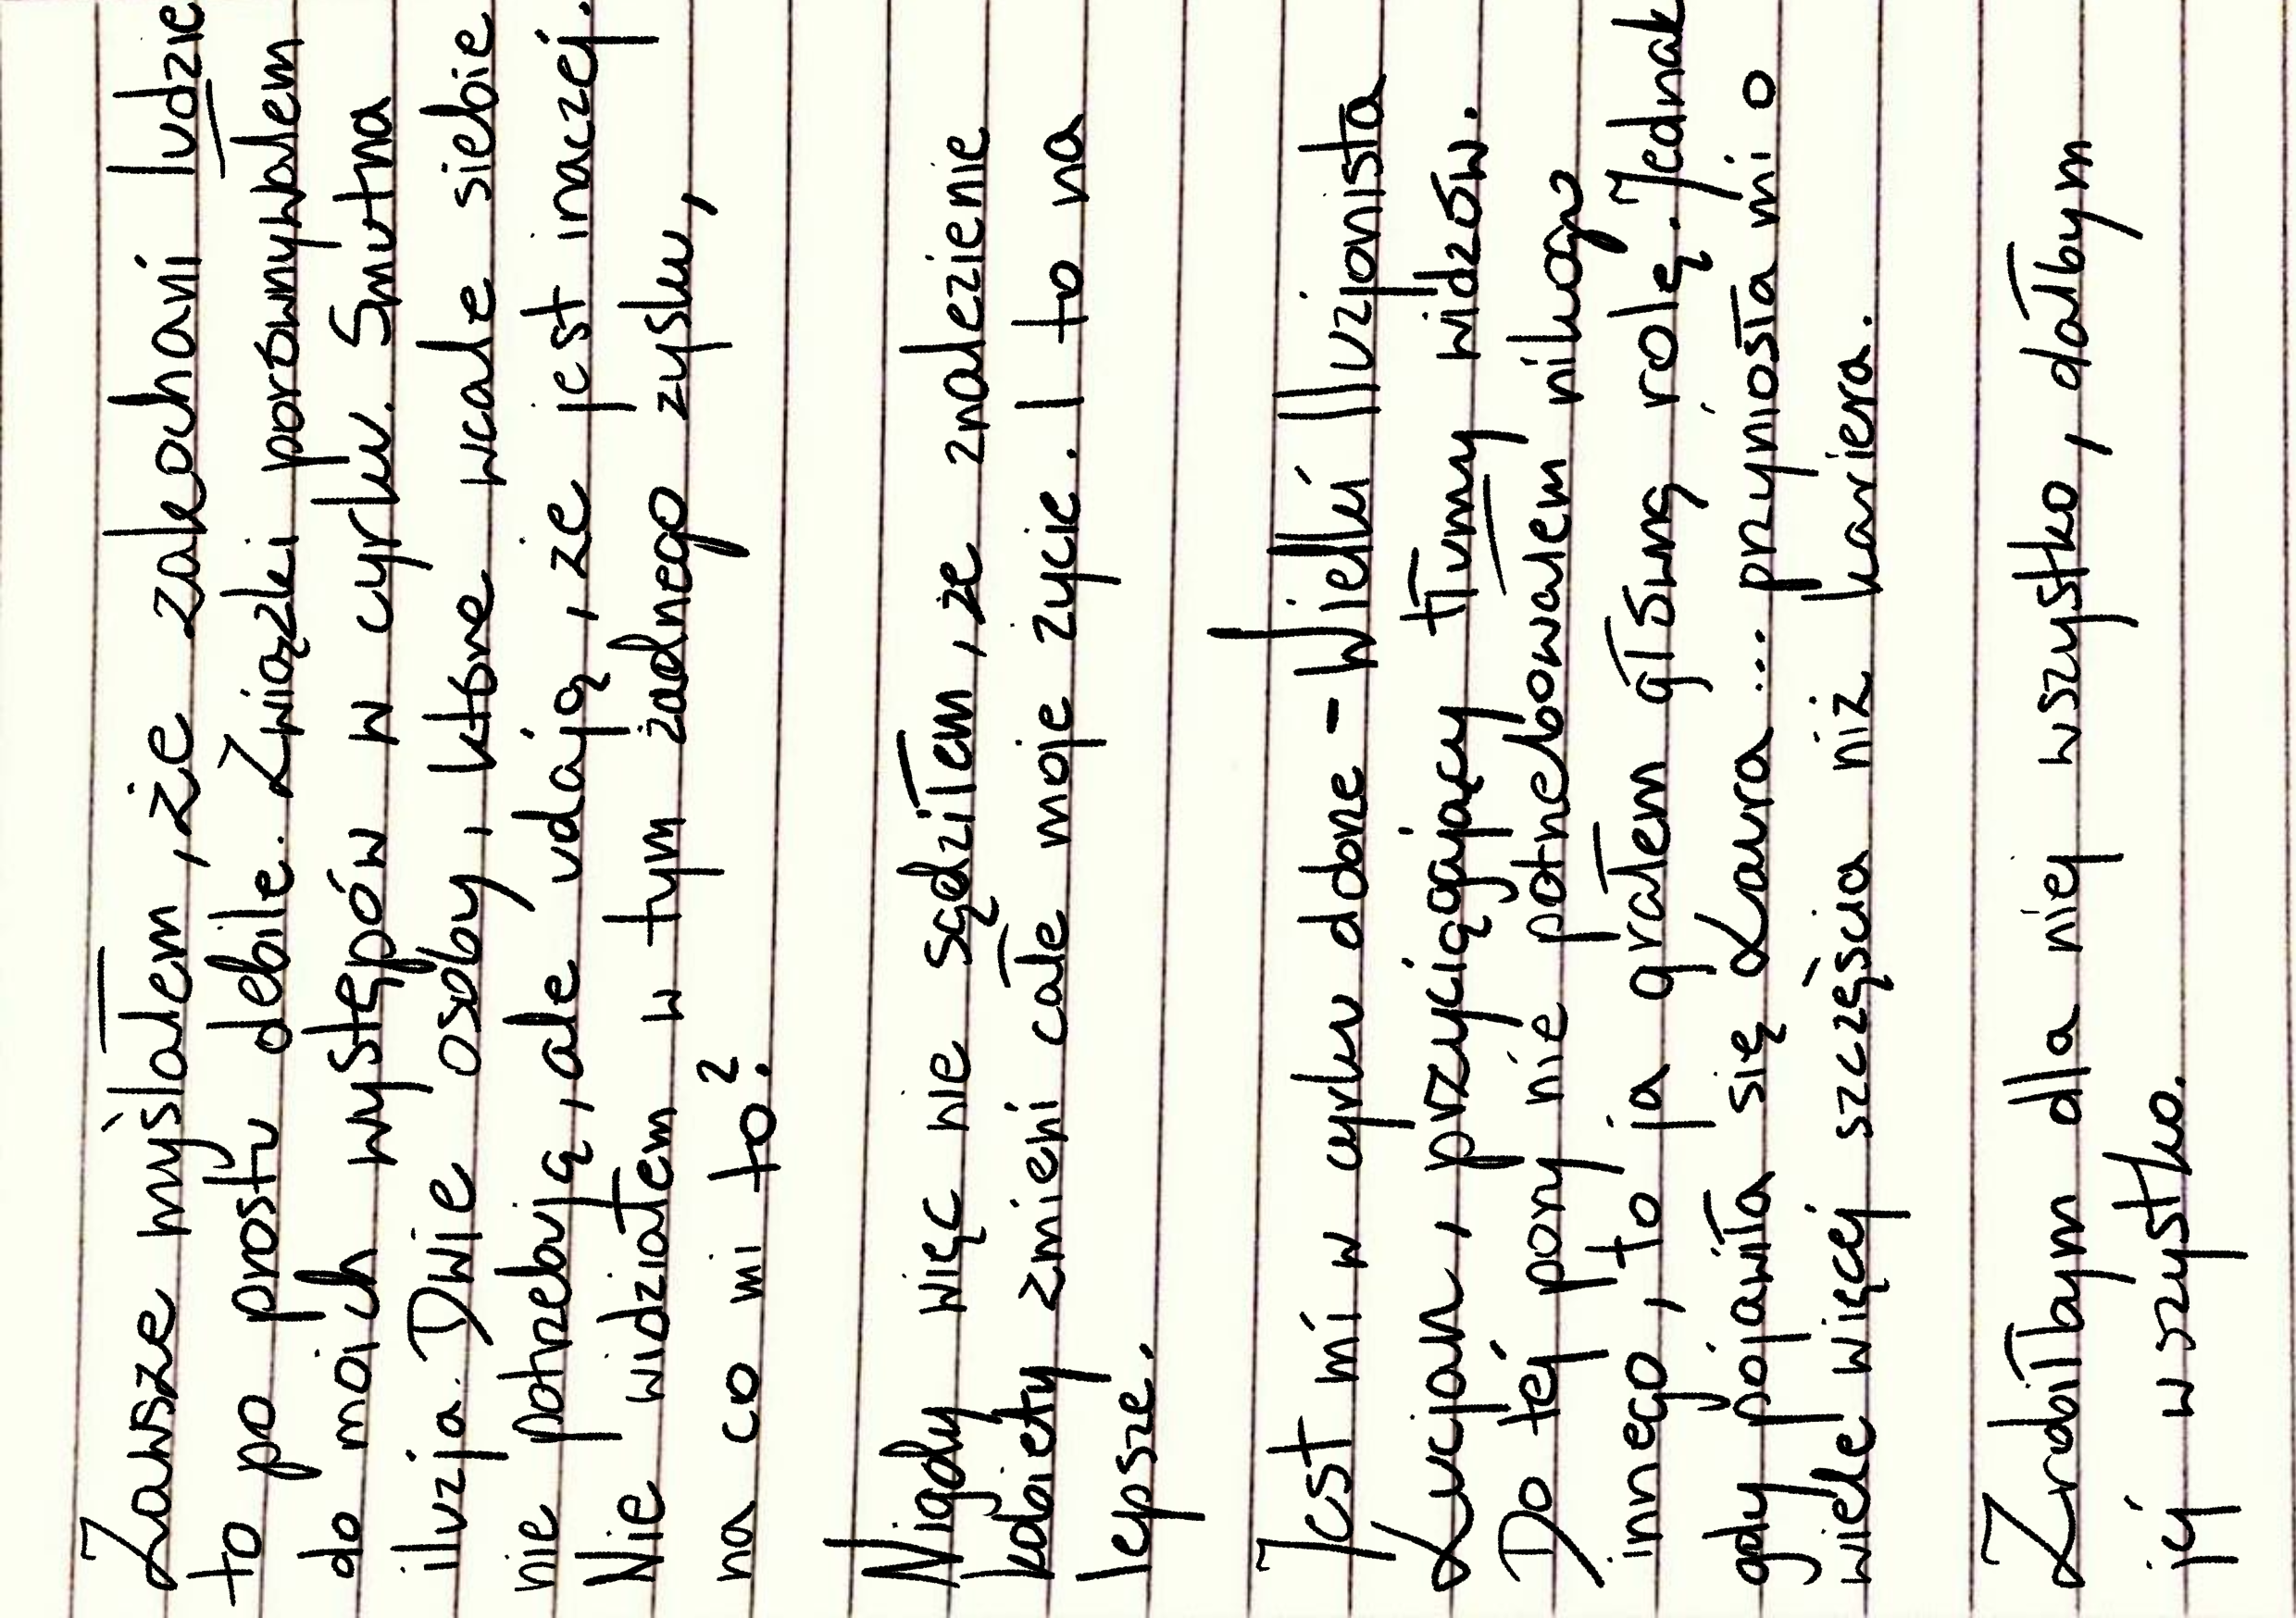 Zawsze myślałem, że zakochani ludzie
to po prostu debile. Związki porównywałem
do moich występów w cyrku. Smutna
iluzja. Dwie osoby, które wcale siebie
nie potrzebują, ale udają, że jest inaczej.
Nie widziałem w tym żadnego zysku,
na co mi to?
Nigdy więc nie sądziłem, że znalezienie
kobiety zmieni całe moje życie. I to na
lepsze.
Jest mi w cyrku dobrze - Wielki Iluzjonista
Lucjan, przyciągający tłumy widzów.
Do tej pory nie potrzebowałem nikogo
innego, to ja grałem główną rolę. Jednak
gdy pojawiła się Laura... przyniosła mi o
wiele więcej szczęścia niż kariera.
Zrobiłbym dla niej wszystko, dałbym
jej wszystko.